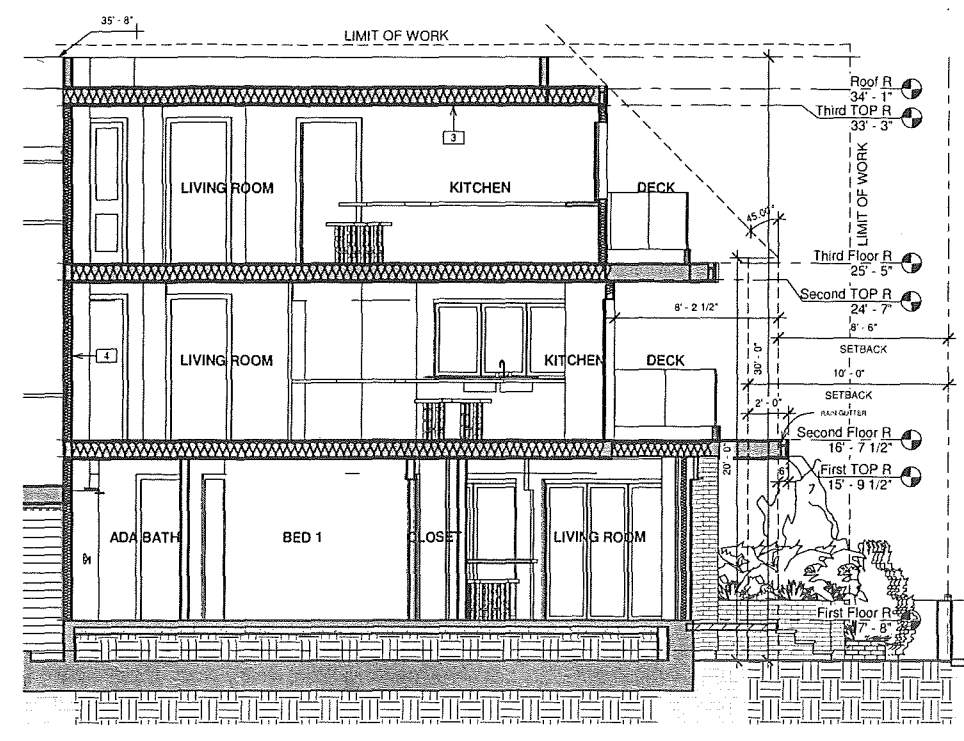 35' - 8"
LIMIT OF WORK
Roof R
34' - 1"
Third TOP R
33' - 3"
3
LIVING ROOM
KITCHEN
DECK
45.00°
LIMIT OF WORK
Third Floor R
25' - 5"
Second TOP R
24' - 7"
8' - 2 1/2"
8' - 6"
SETBACK
4
LIVING ROOM
KITCHEN
DECK
30' - 0"
10' - 0"
SETBACK
2' - 0"
RAIN GUTTER
Second Floor R
16' - 7 1/2"
20' - 0"
6"
First TOP R
15' - 9 1/2"
ADA BATH
BED 1
CLOSET
LIVING ROOM
First Floor R
7' - 8"